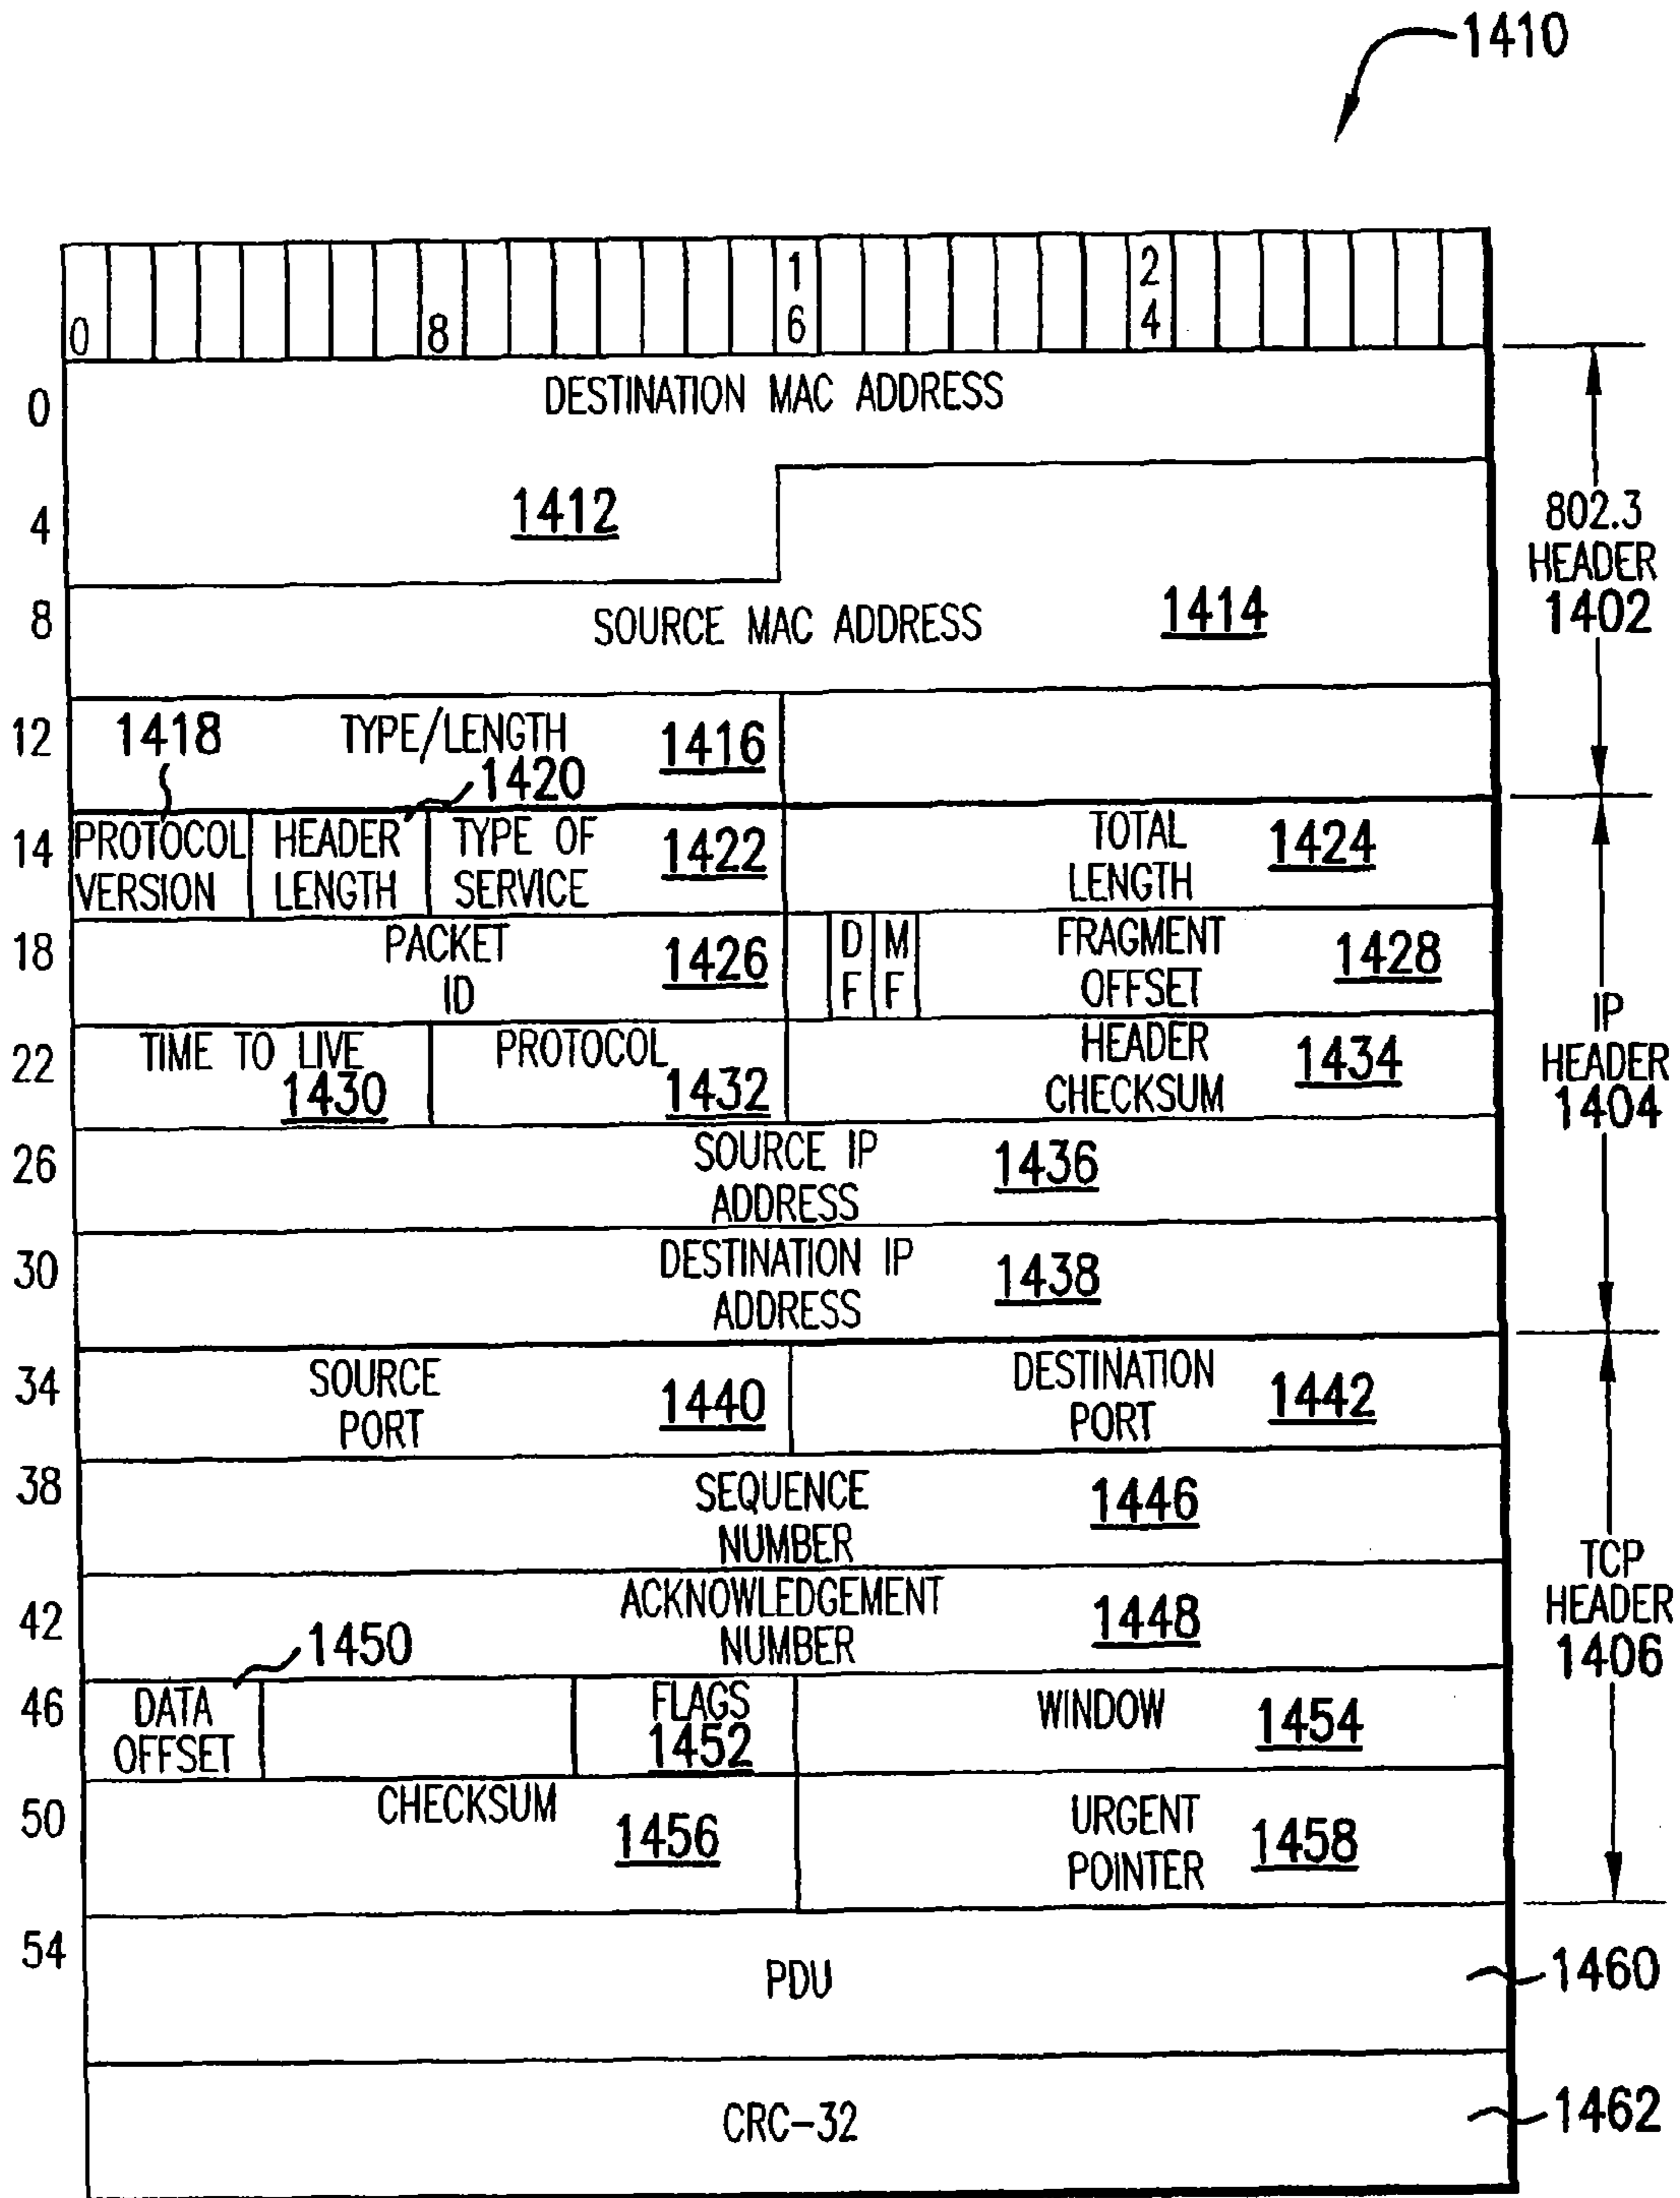 1410
0 8 16 24
0 DESTINATION MAC ADDRESS
4 1412
802.3
HEADER
1402
8 SOURCE MAC ADDRESS 1414
12 1418 TYPE/LENGTH 1416
1420
14 PROTOCOL VERSION HEADER LENGTH TYPE OF SERVICE 1422 TOTAL LENGTH 1424
18 PACKET ID 1426 DF MF FRAGMENT OFFSET 1428
IP
HEADER
1404
22 TIME TO LIVE 1430 PROTOCOL 1432 HEADER CHECKSUM 1434
26 SOURCE IP ADDRESS 1436
30 DESTINATION IP ADDRESS 1438
34 SOURCE PORT 1440 DESTINATION PORT 1442
38 SEQUENCE NUMBER 1446
TCP
HEADER
1406
42 ACKNOWLEDGEMENT NUMBER 1448
1450
46 DATA OFFSET FLAGS 1452 WINDOW 1454
50 CHECKSUM 1456 URGENT POINTER 1458
54 PDU 1460
CRC-32 1462